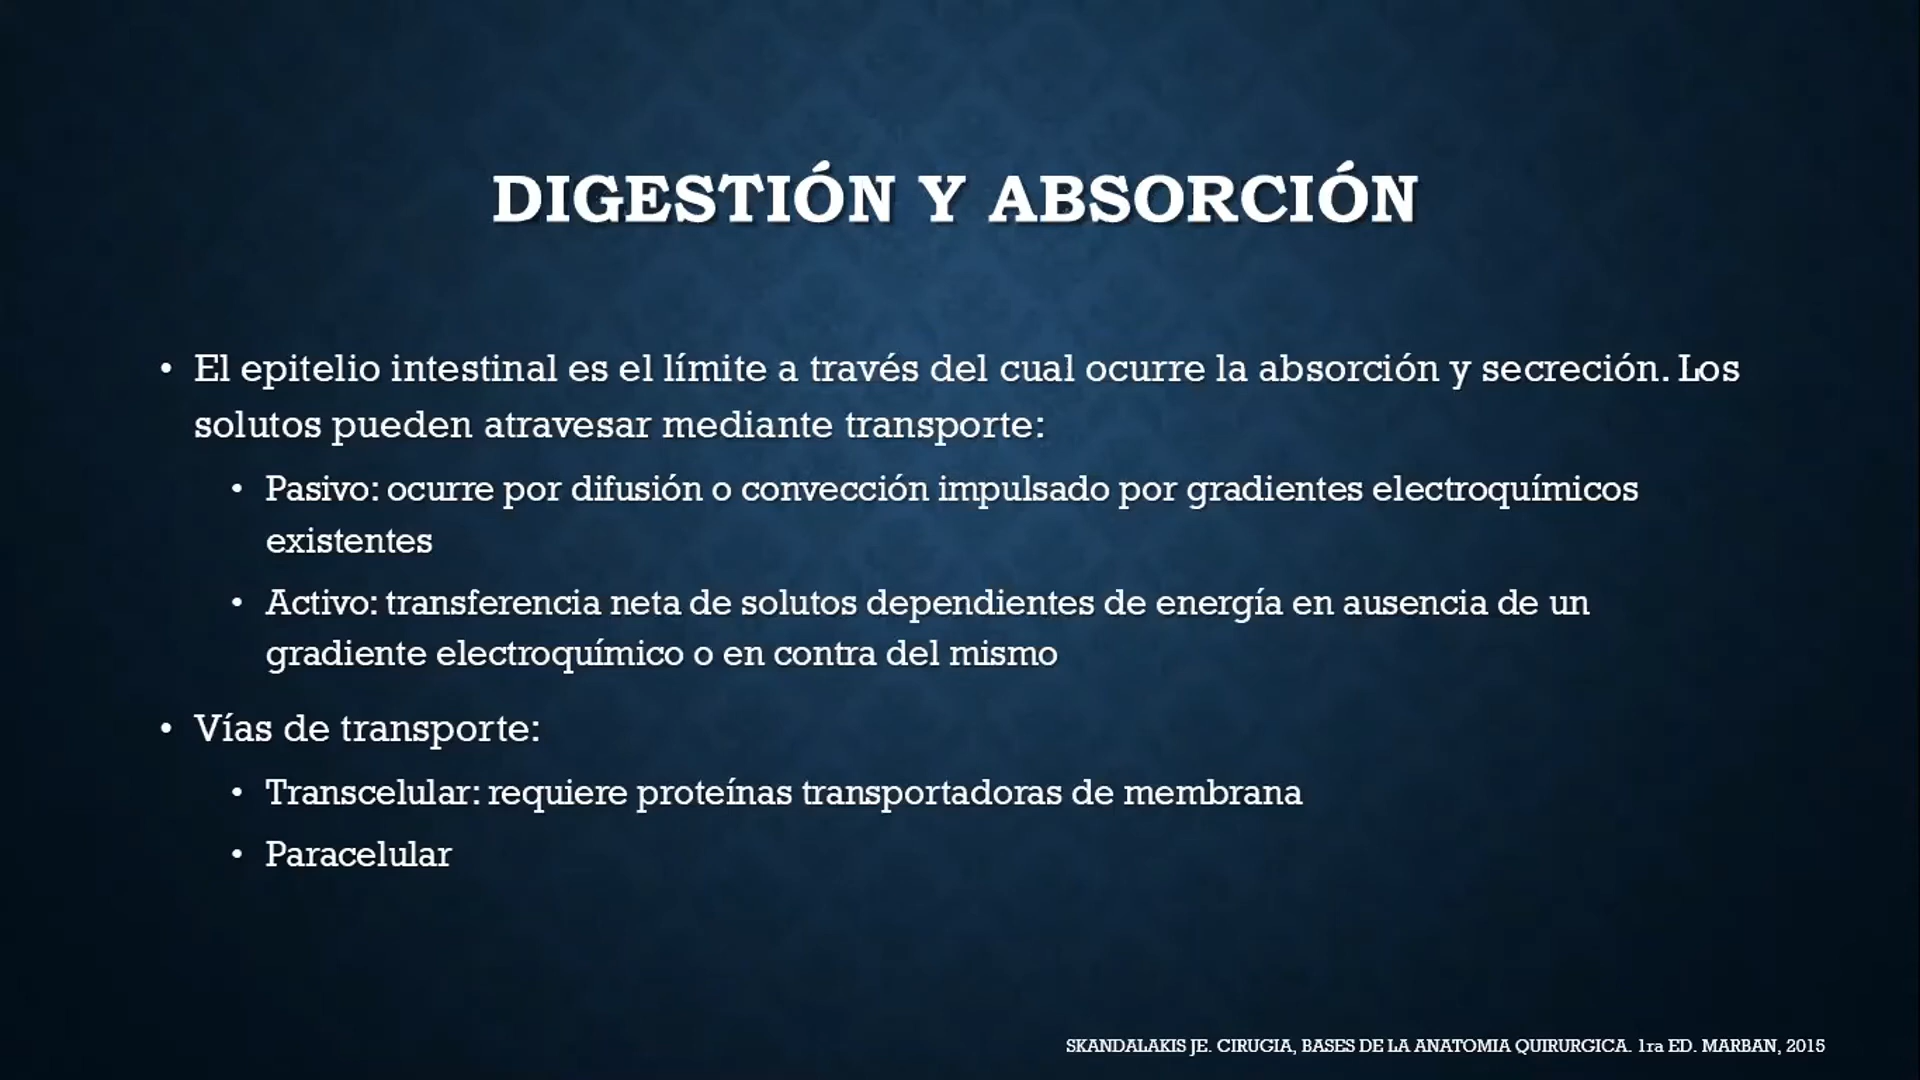 DIGESTIÓN Y ABSORCIÓN
• El epitelio intestinal es el límite a través del cual ocurre la absorción y secreción. Los
solutos pueden atravesar mediante transporte:
• Pasivo: ocurre por difusión o convección impulsado por gradientes electroquímicos
existentes
• Activo: transferencia neta de solutos dependientes de energía en ausencia de un
gradiente electroquímico o en contra del mismo
• Vías de transporte:
• Transcelular: requiere proteínas transportadoras de membrana
• Paracelular
SKANDALAKIS JE. CIRUGIA, BASES DE LA ANATOMIA QUIRURGICA. 1ra ED. MARBAN, 2015